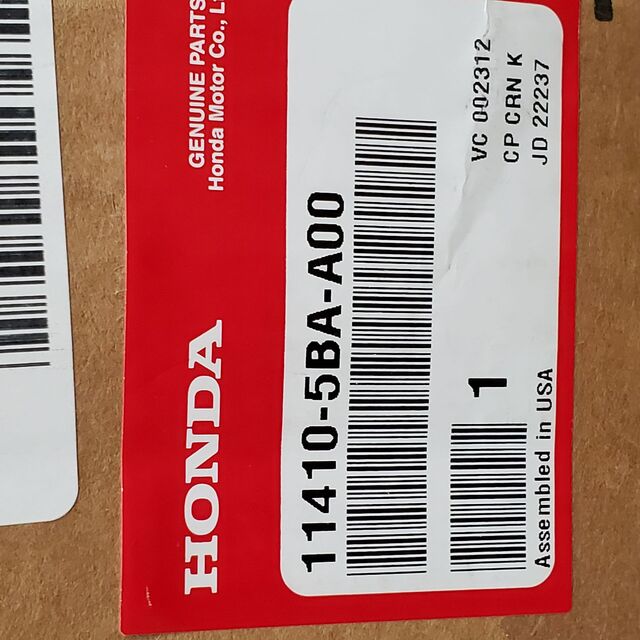 HONDA
GENUINE PARTS
Honda Motor Co.,
11410-5BA-A00
VC 002312
CP CRN K
JD 22237
1
Assembled in USA